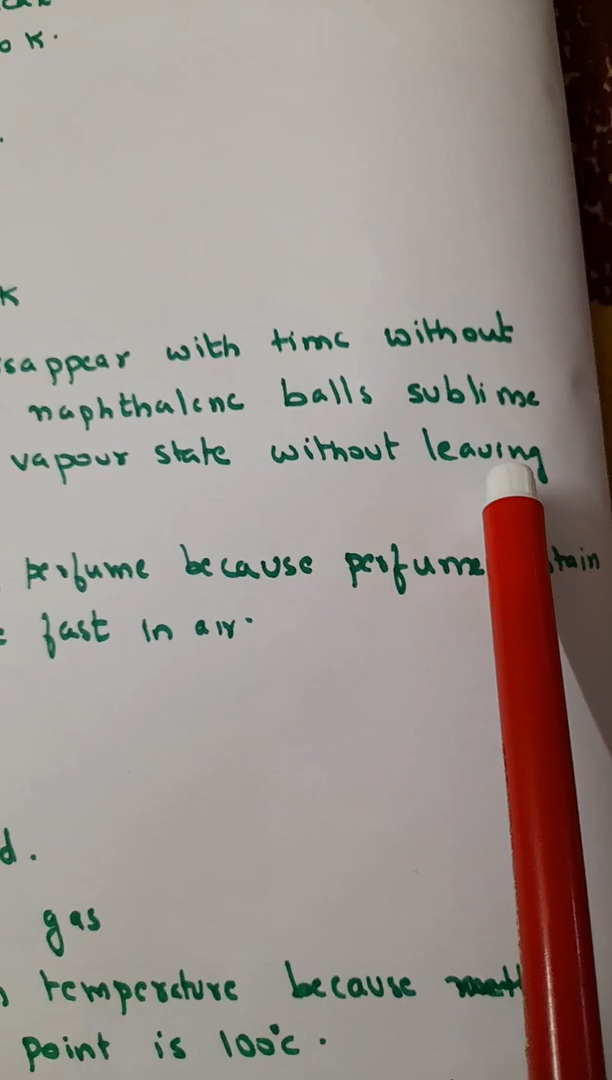 K.
K
sappear with time without
naphthalene balls sublime
vapour state without leaving
perfume because perfume tain
fast in air.
d.
gas
temperature because
point is 100°C.